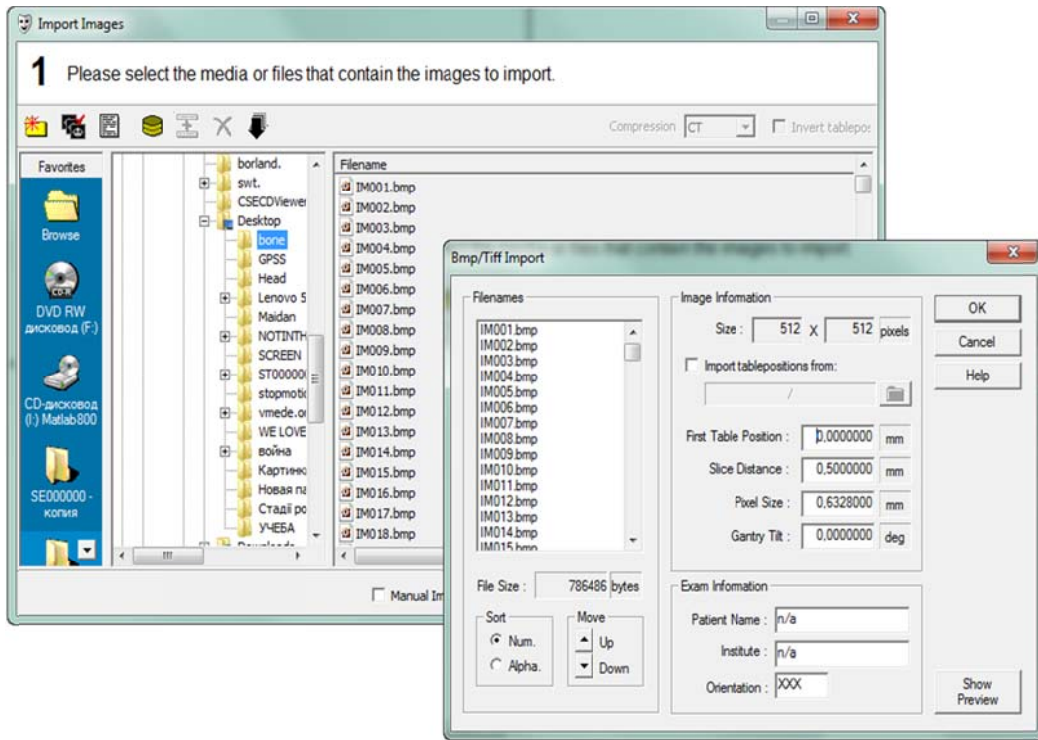 Import Images
1 Please select the media or files that contain the images to import.
Compression CT Invert tablepos
Favorites
Browse
CD-R
DVD RW
дисковод (F:)
CD-дисковод
(I:) Matlab800
SE000000 -
копия
borland.
swt.
CSECDViewer
Desktop
bone
GPSS
Head
Lenovo S
Maidan
NOTINTH
SCREEN
ST00000
stopmotio
vmede.or
WE LOVE
война
Картинк
Новая па
Стадії ро
УЧЕБА
Downloads
Filename
IM001.bmp
IM002.bmp
IM003.bmp
IM004.bmp
IM005.bmp
IM006.bmp
IM007.bmp
IM008.bmp
IM009.bmp
IM010.bmp
IM011.bmp
IM012.bmp
IM013.bmp
IM014.bmp
IM015.bmp
IM016.bmp
IM017.bmp
IM018.bmp
Manual Im
Bmp/Tiff Import
Filenames
IM001.bmp
IM002.bmp
IM003.bmp
IM004.bmp
IM005.bmp
IM006.bmp
IM007.bmp
IM008.bmp
IM009.bmp
IM010.bmp
IM011.bmp
IM012.bmp
IM013.bmp
IM014.bmp
IM015.bmp
File Size : 786486 bytes
Sort
Num.
Alpha.
Move
Up
Down
Image Infomation
Size : 512 X 512 pixels
Import tablepositions from:
/
First Table Position : 0,0000000 mm
Slice Distance : 0,5000000 mm
Pixel Size : 0,6328000 mm
Gantry Tilt : 0,0000000 deg
Exam Information
Patient Name : n/a
Institute : n/a
Orientation : XXX
OK
Cancel
Help
Show
Preview